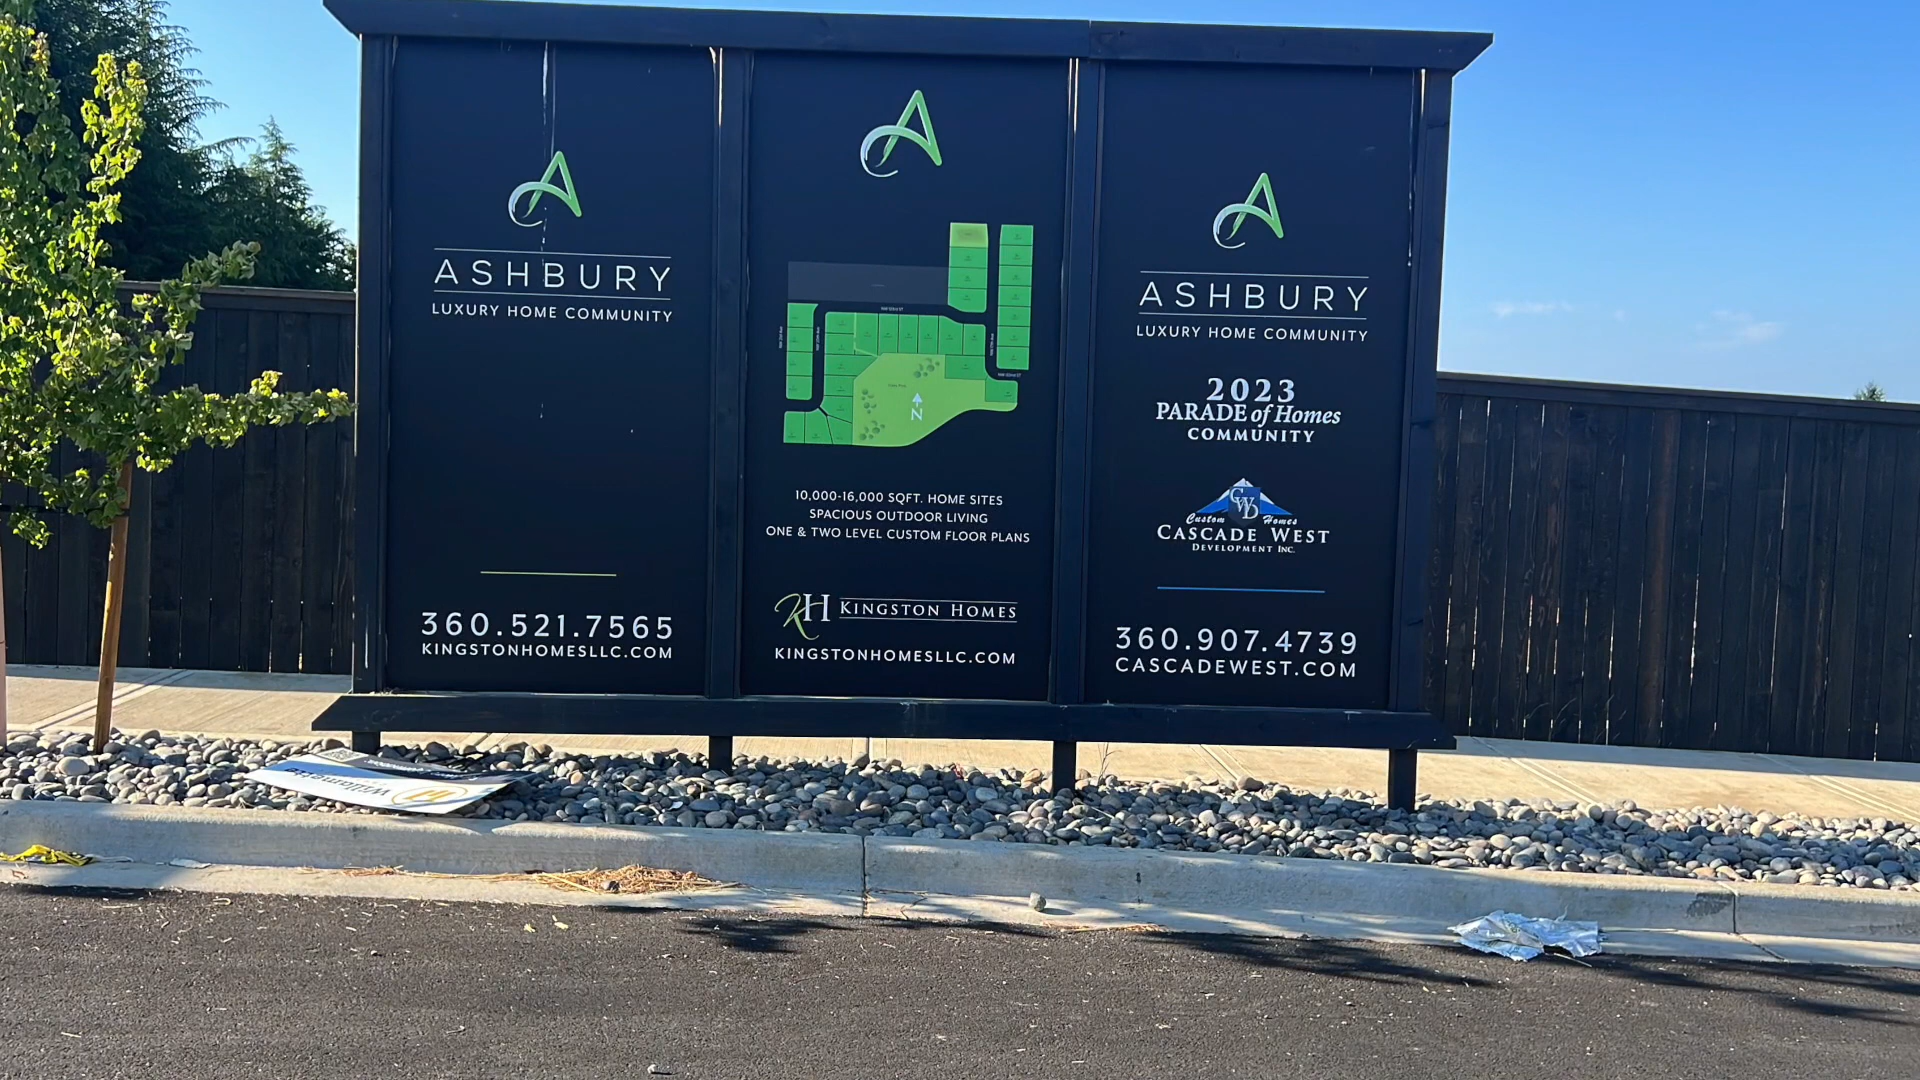 ASHBURY
LUXURY HOME COMMUNITY
360.521.7565
KINGSTONHOMESLLC.COM
N
10,000-16,000 SQFT. HOME SITES
SPACIOUS OUTDOOR LIVING
ONE & TWO LEVEL CUSTOM FLOOR PLANS
KH KINGSTON HOMES
KINGSTONHOMESLLC.COM
ASHBURY
LUXURY HOME COMMUNITY
2023
PARADE of Homes
COMMUNITY
CWD
Custom Homes
CASCADE WEST
DEVELOPMENT INC.
360.907.4739
CASCADEWEST.COM